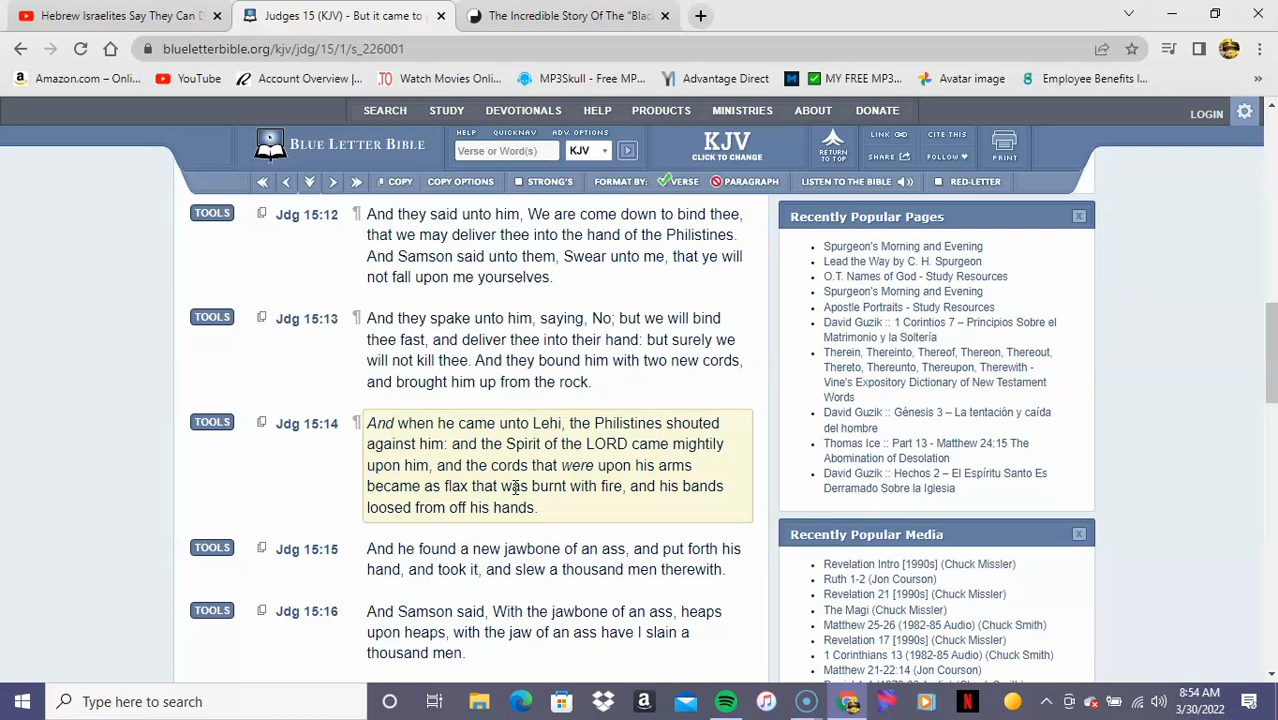 Hebrew Israelites Say They Can D
Judges 15 (KJV) - But it came to
The Incredible Story Of The "Blac
blueletterbible.org/kjv/jdg/15/1/s_226001
Amazon.com – Onli...
YouTube
Account Overview |...
Watch Movies Onlin...
MP3Skull - Free MP...
Advantage Direct
MY FREE MP3...
Avatar image
Employee Benefits I...
SEARCH STUDY DEVOTIONALS HELP PRODUCTS MINISTRIES ABOUT DONATE
LOGIN
BLUE LETTER BIBLE
HELP QUICKNAV ADV. OPTIONS
Verse or Word(s) KJV
KJV
CLICK TO CHANGE
RETURN
TO TOP
LINK CITE THIS
SHARE FOLLOW
PRINT
COPY COPY OPTIONS STRONG'S FORMAT BY: VERSE PARAGRAPH LISTEN TO THE BIBLE RED-LETTER
TOOLS Jdg 15:12 ¶ And they said unto him, We are come down to bind thee,
that we may deliver thee into the hand of the Philistines.
And Samson said unto them, Swear unto me, that ye will
not fall upon me yourselves.
TOOLS Jdg 15:13 ¶ And they spake unto him, saying, No; but we will bind
thee fast, and deliver thee into their hand: but surely we
will not kill thee. And they bound him with two new cords,
and brought him up from the rock.
TOOLS Jdg 15:14 ¶ And when he came unto Lehi, the Philistines shouted
against him: and the Spirit of the LORD came mightily
upon him, and the cords that were upon his arms
became as flax that was burnt with fire, and his bands
loosed from off his hands.
TOOLS Jdg 15:15 And he found a new jawbone of an ass, and put forth his
hand, and took it, and slew a thousand men therewith.
TOOLS Jdg 15:16 And Samson said, With the jawbone of an ass, heaps
upon heaps, with the jaw of an ass have I slain a
thousand men.
Recently Popular Pages
Spurgeon's Morning and Evening
Lead the Way by C. H. Spurgeon
O.T. Names of God - Study Resources
Spurgeon's Morning and Evening
Apostle Portraits - Study Resources
David Guzik :: 1 Corintios 7 – Principios Sobre el
Matrimonio y la Soltería
Therein, Thereinto, Thereof, Thereon, Thereout,
Thereto, Thereunto, Thereupon, Therewith -
Vine's Expository Dictionary of New Testament
Words
David Guzik :: Génesis 3 – La tentación y caída
del hombre
Thomas Ice :: Part 13 - Matthew 24:15 The
Abomination of Desolation
David Guzik :: Hechos 2 – El Espíritu Santo Es
Derramado Sobre la Iglesia
Recently Popular Media
Revelation Intro [1990s] (Chuck Missler)
Ruth 1-2 (Jon Courson)
Revelation 21 [1990s] (Chuck Missler)
The Magi (Chuck Missler)
Matthew 25-26 (1982-85 Audio) (Chuck Smith)
Revelation 17 [1990s] (Chuck Missler)
1 Corinthians 13 (1982-85 Audio) (Chuck Smith)
Matthew 21-22:14 (Jon Courson)
Type here to search
8:54 AM
3/30/2022